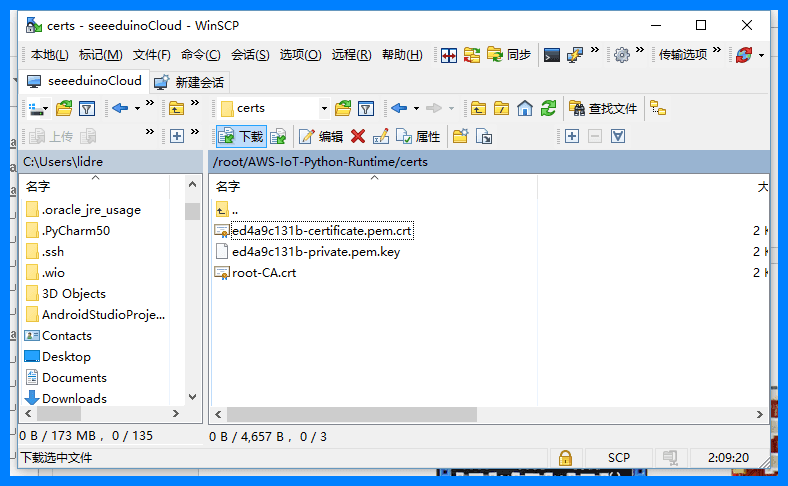 certs - seeeduinoCloud - WinSCP
本地(L) 标记(M) 文件(F) 命令(C) 会话(S) 选项(O) 远程(R) 帮助(H) 同步 » » 传输选项 »
seeeduinoCloud 新建会话
» » certs 查找文件
上传 » » 下载 编辑 属性
C:\Users\lidre /root/AWS-IoT-Python-Runtime/certs
名字 名字 大
.oracle_jre_usage ..
.PyCharm50 ed4a9c131b-certificate.pem.crt 2
.ssh ed4a9c131b-private.pem.key 2
.wio root-CA.crt 2
3D Objects
AndroidStudioProje...
Contacts
Desktop
Documents
Downloads
0 B / 173 MB， 0 / 135 0 B / 4,657 B， 0 / 3
下载选中文件 SCP 2:09:20